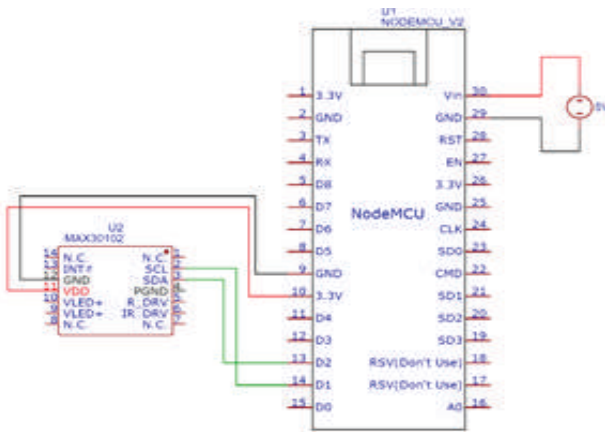 U1
NODEMCU_V2
1 3.3V
2 GND
3 TX
4 RX
5 D8
6 D7
7 D6
8 D5
9 GND
10 3.3V
11 D4
12 D3
13 D2
14 D1
15 D0
NodeMCU
Vin 30
GND 29
RST 28
EN 27
3.3V 26
GND 25
CLK 24
SD0 23
CMD 22
SD1 21
SD2 20
SD3 19
RSV(Don't Use) 18
RSV(Don't Use) 17
A0 16
5V
U2
MAX30102
14 N.C.
INT#
GND
VDD
VLED+
VLED+
N.C.
N.C.
SCL
SDA
PGND
R_DRV
IR_DRV
N.C.